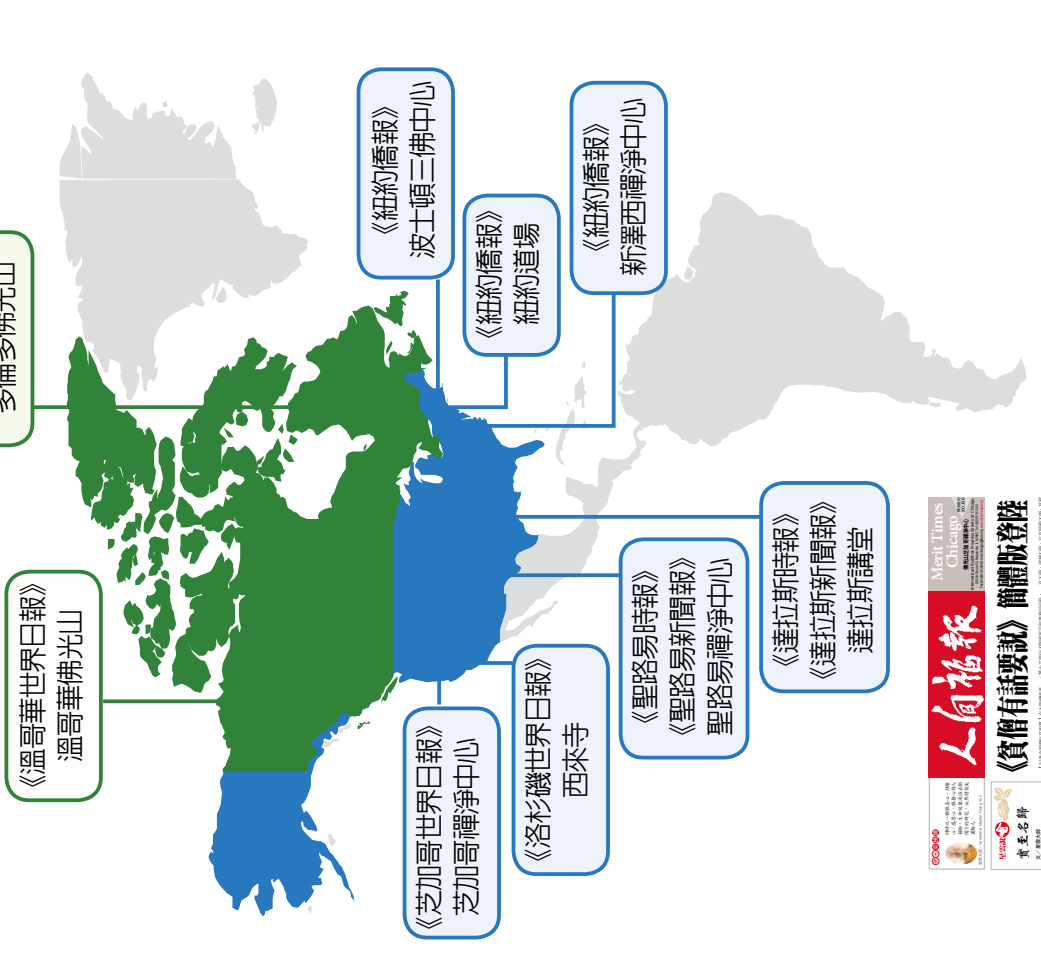 多倫多佛光山
《溫哥華世界日報》
溫哥華佛光山
《紐約僑報》
波士頓三佛中心
《紐約僑報》
紐約道場
《紐約僑報》
新澤西禪淨中心
《芝加哥世界日報》
芝加哥禪淨中心
《洛杉磯世界日報》
西來寺
《聖路易時報》
《聖路易新聞報》
聖路易禪淨中心
《達拉斯時報》
《達拉斯新聞報》
達拉斯講堂
人间福报
Merit Times
Chicago
《貧僧有話要說》 簡體版登陸
實至名歸